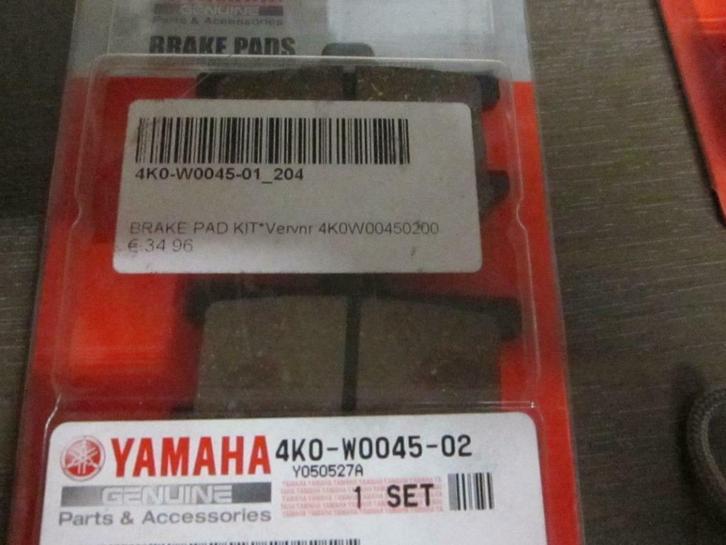 YAMAHA
GENUINE
Parts & Accessories
BRAKE PADS
4K0-W0045-01_204
BRAKE PAD KIT*Vervnr 4K0W00450200
€ 34 96
YAMAHA 4K0-W0045-02
Y050527A
GENUINE 1 SET
Parts & Accessories